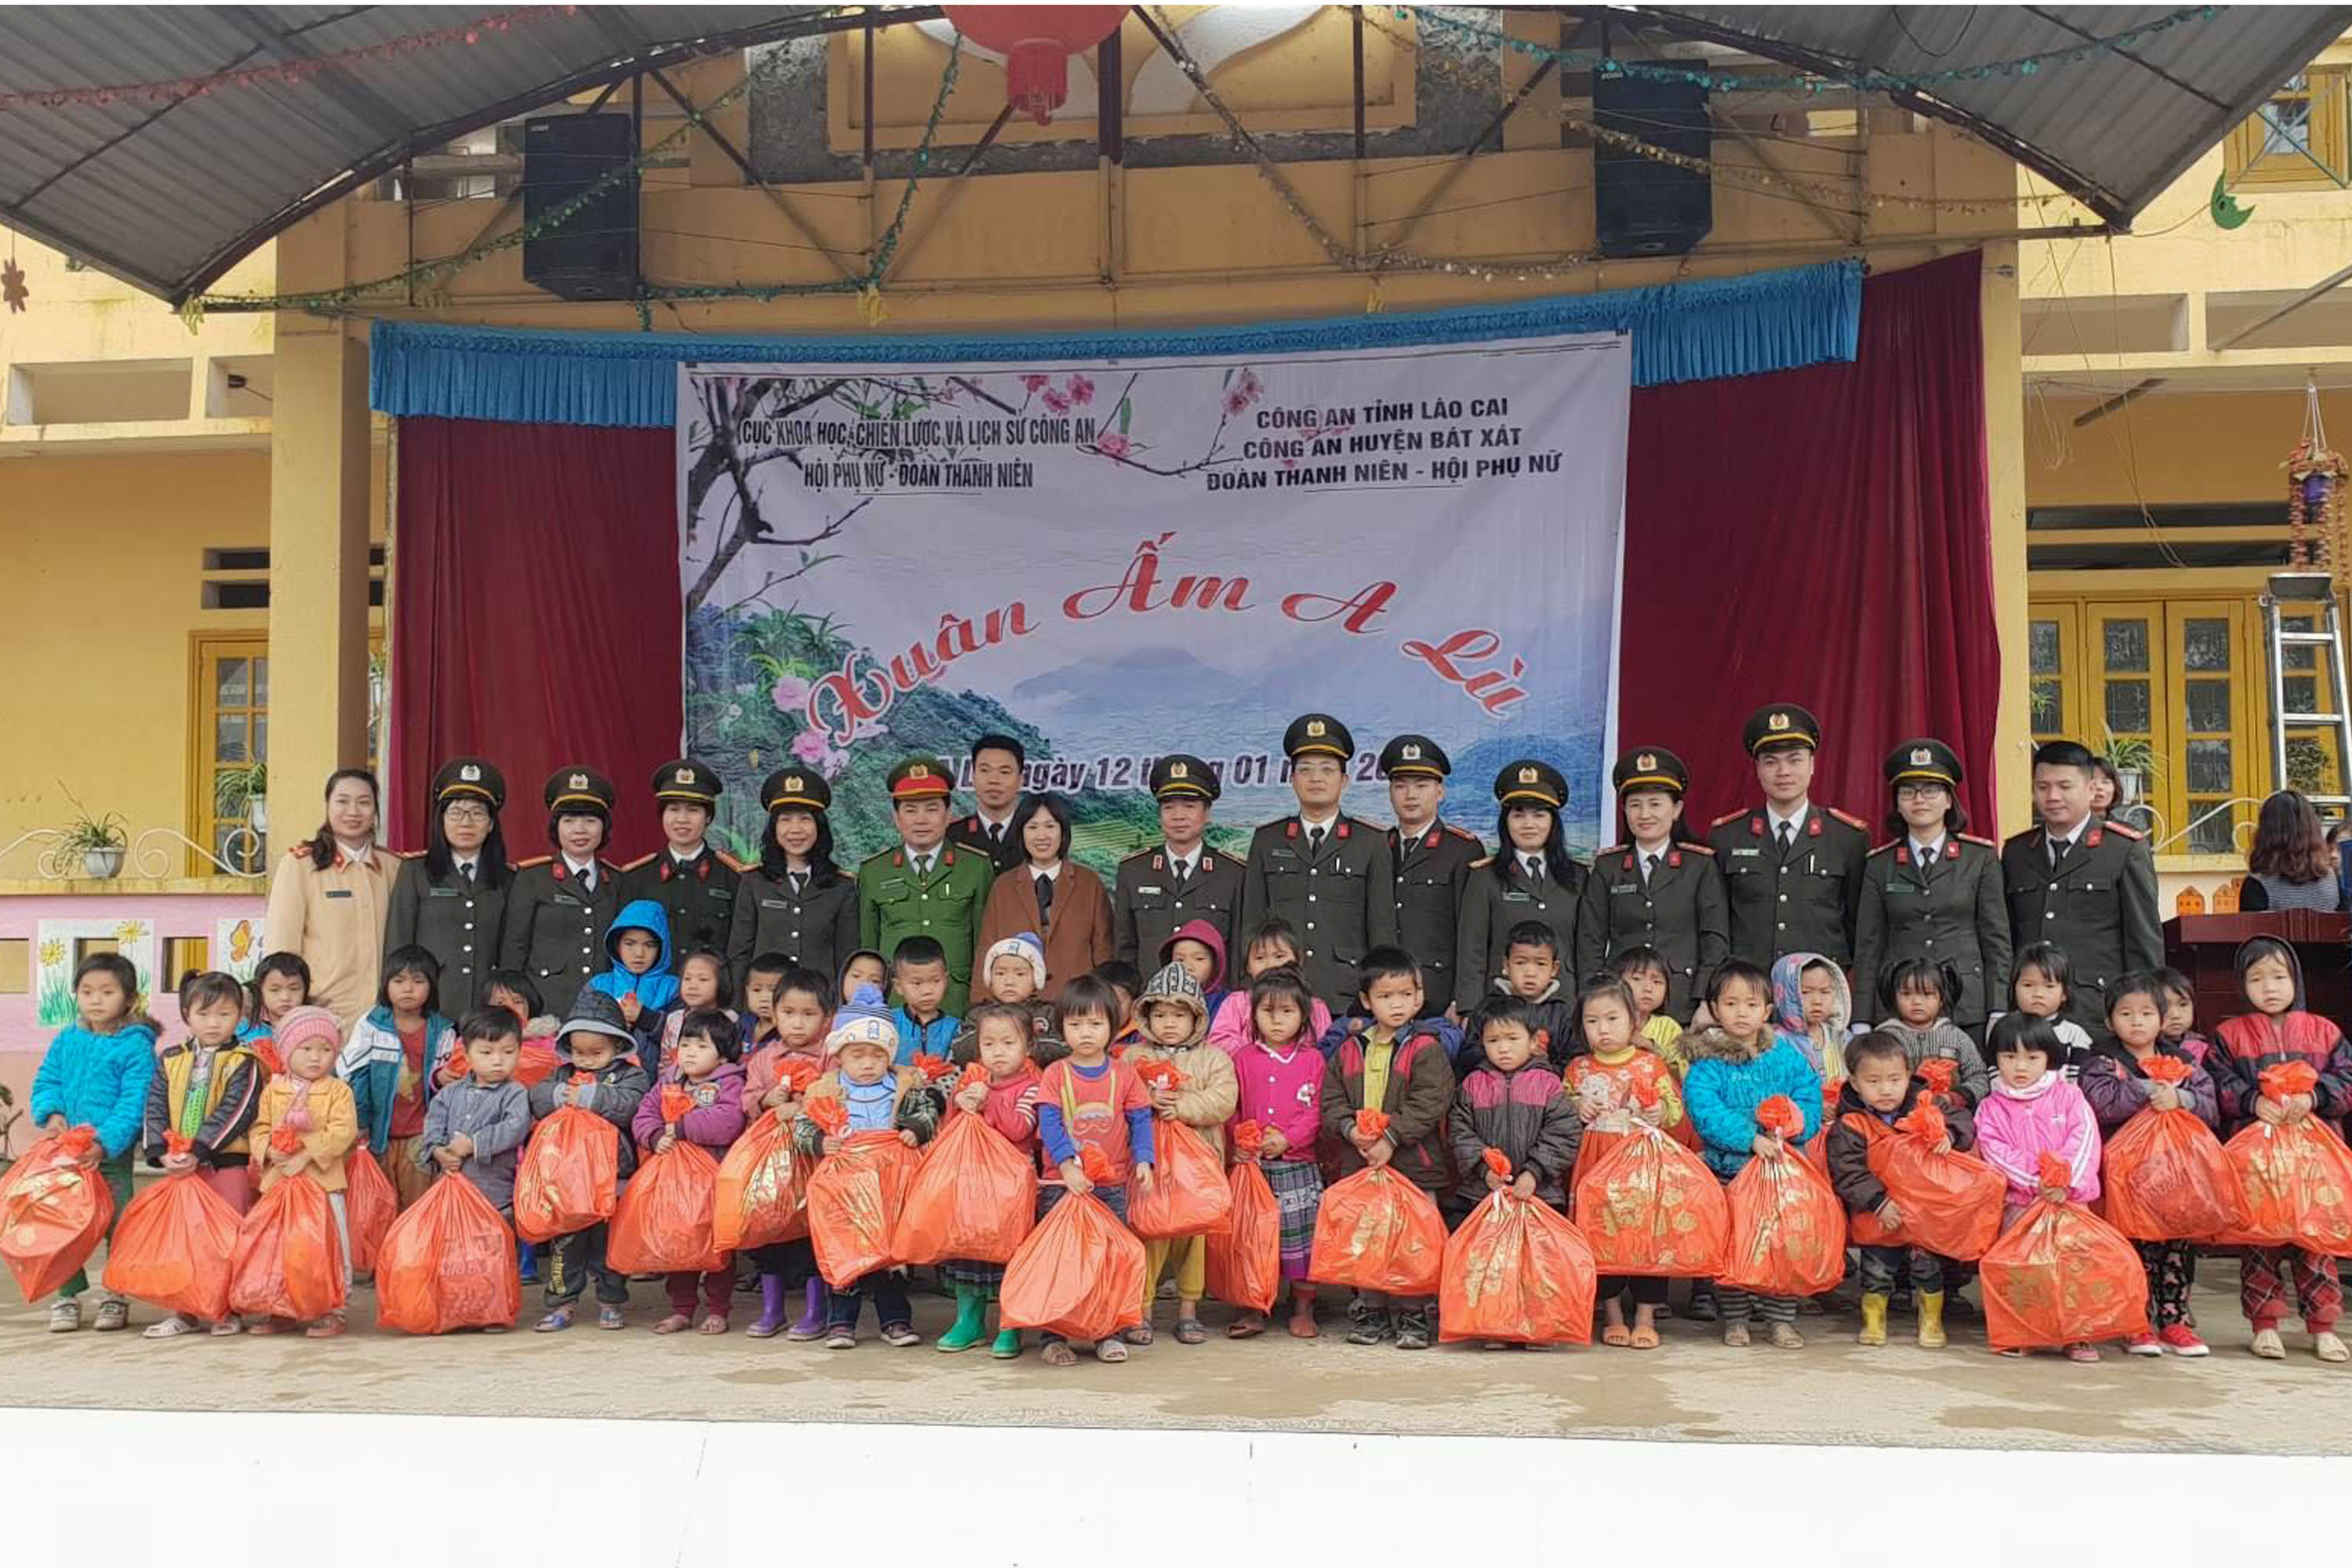 CỤC KHOA HỌC, CHIẾN LƯỢC VÀ LỊCH SỬ CÔNG AN
HỘI PHỤ NỮ - ĐOÀN THANH NIÊN
CÔNG AN TỈNH LÀO CAI
CÔNG AN HUYỆN BÁT XÁT
ĐOÀN THANH NIÊN - HỘI PHỤ NỮ
Xuân Ấm A Lù
ngày 12 01